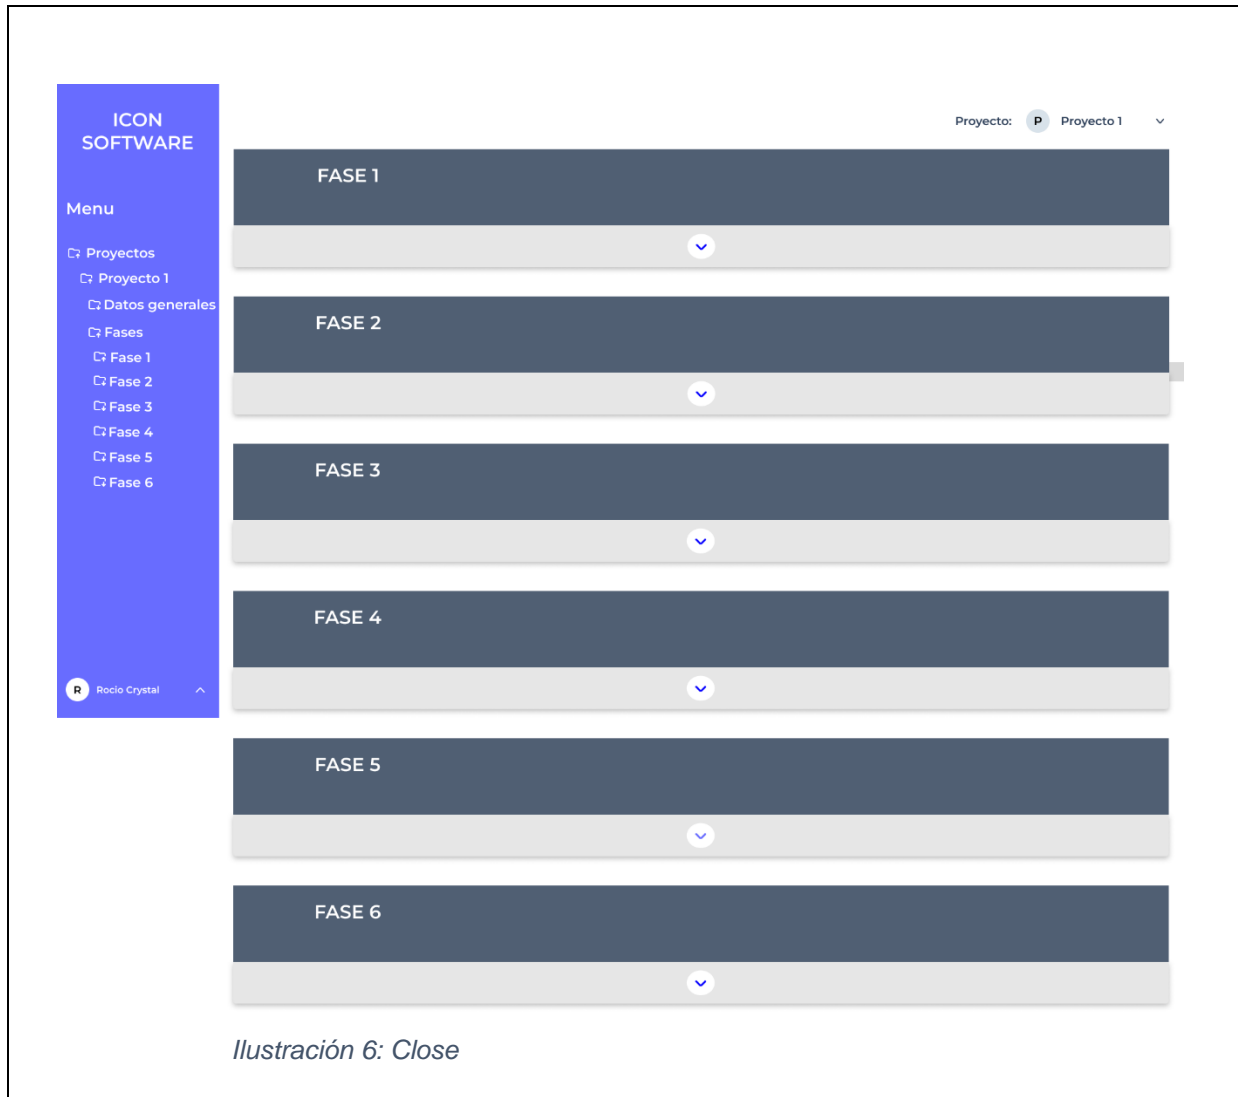 ICON
SOFTWARE
Menu
Proyectos
Proyecto 1
Datos generales
Fases
Fase 1
Fase 2
Fase 3
Fase 4
Fase 5
Fase 6
R Rocio Crystal
Proyecto: P Proyecto 1
FASE 1
FASE 2
FASE 3
FASE 4
FASE 5
FASE 6
Ilustración 6: Close